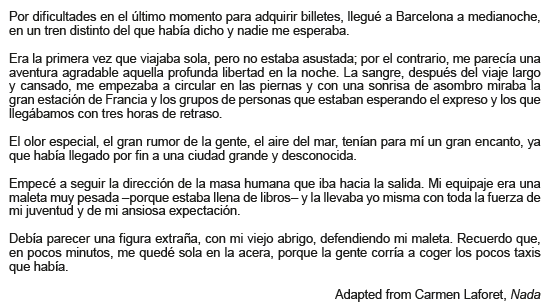 Por dificultades en el último momento para adquirir billetes, llegué a Barcelona a medianoche,
en un tren distinto del que había dicho y nadie me esperaba.
Era la primera vez que viajaba sola, pero no estaba asustada; por el contrario, me parecía una
aventura agradable aquella profunda libertad en la noche. La sangre, después del viaje largo
y cansado, me empezaba a circular en las piernas y con una sonrisa de asombro miraba la
gran estación de Francia y los grupos de personas que estaban esperando el expreso y los que
llegábamos con tres horas de retraso.
El olor especial, el gran rumor de la gente, el aire del mar, tenían para mí un gran encanto, ya
que había llegado por fin a una ciudad grande y desconocida.
Empecé a seguir la dirección de la masa humana que iba hacia la salida. Mi equipaje era una
maleta muy pesada –porque estaba llena de libros– y la llevaba yo misma con toda la fuerza de
mi juventud y de mi ansiosa expectación.
Debía parecer una figura extraña, con mi viejo abrigo, defendiendo mi maleta. Recuerdo que,
en pocos minutos, me quedé sola en la acera, porque la gente corría a coger los pocos taxis
que había.
Adapted from Carmen Laforet, Nada